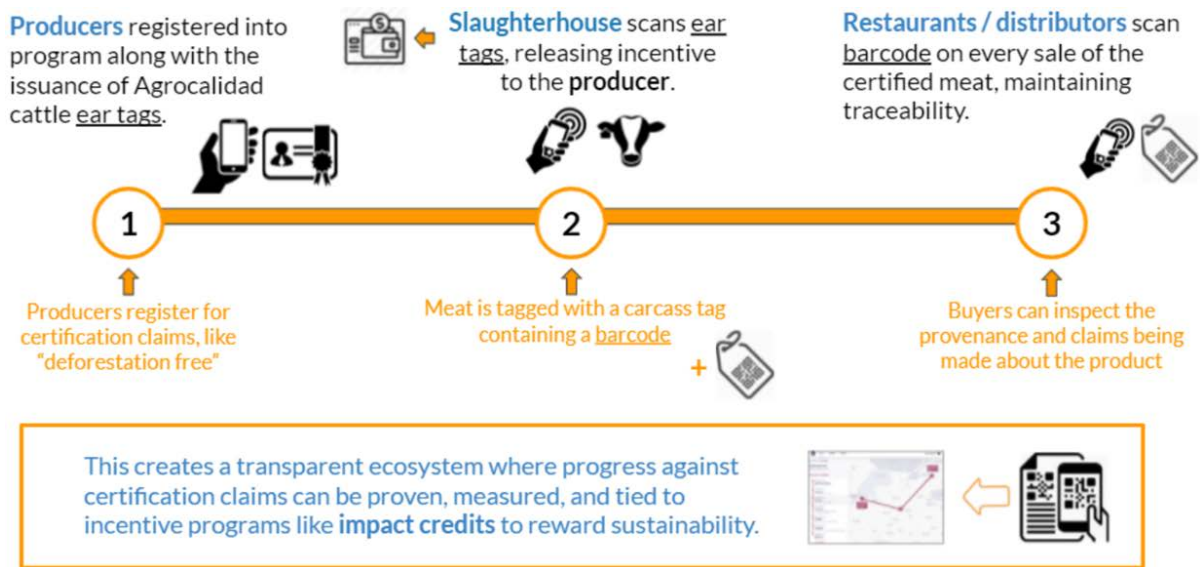 Producers registered into
program along with the
issuance of Agrocalidad
cattle ear tags.
Slaughterhouse scans ear
tags, releasing incentive
to the producer.
Restaurants / distributors scan
barcode on every sale of the
certified meat, maintaining
traceability.
1
2
3
Producers register for
certification claims, like
"deforestation free"
Meat is tagged with a carcass tag
containing a barcode
+
Buyers can inspect the
provenance and claims being
made about the product
This creates a transparent ecosystem where progress against
certification claims can be proven, measured, and tied to
incentive programs like impact credits to reward sustainability.